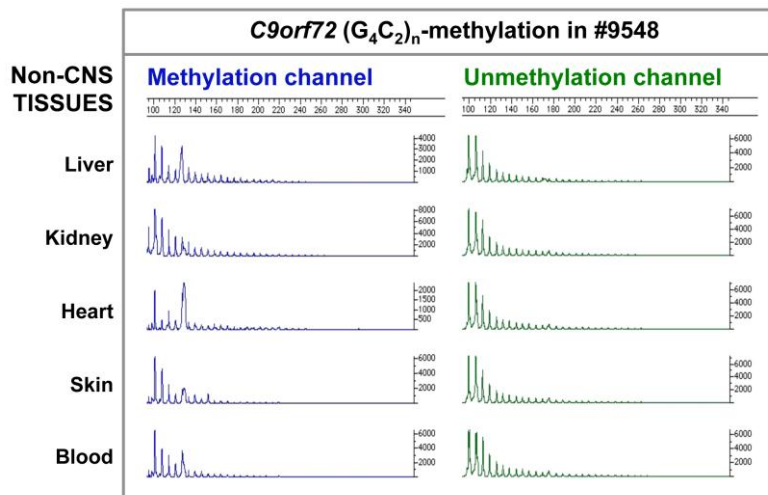 C9orf72 (G4C2)n-methylation in #9548
Non-CNS
TISSUES
Methylation channel
Unmethylation channel
100 120 140 160 180 200 220 240 260 280 300 320 340
100 120 140 160 180 200 220 240 260 280 300 320 340
Liver
4000
3000
2000
1000
6000
4000
2000
Kidney
8000
6000
4000
2000
6000
4000
2000
Heart
2000
1500
1000
500
6000
4000
2000
Skin
6000
4000
2000
6000
4000
2000
Blood
6000
4000
2000
6000
4000
2000